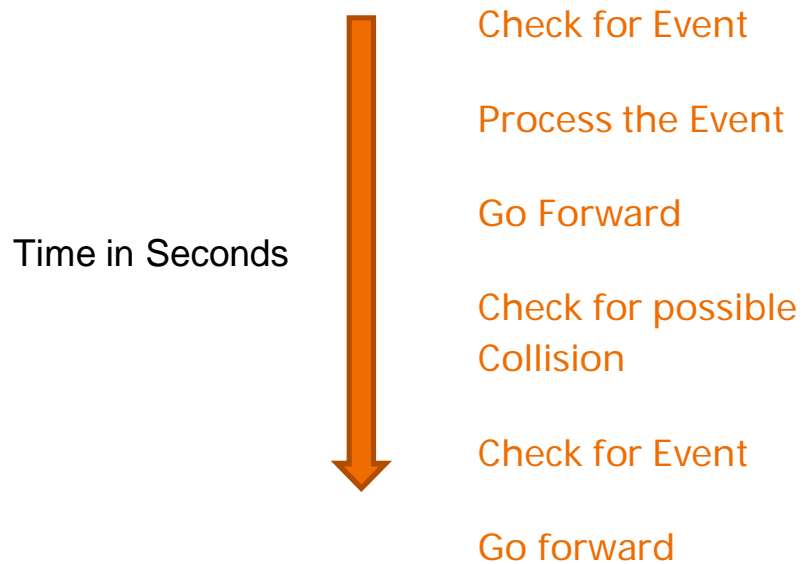 Check for Event
Process the Event
Go Forward
Time in Seconds
Check for possible
Collision
Check for Event
Go forward